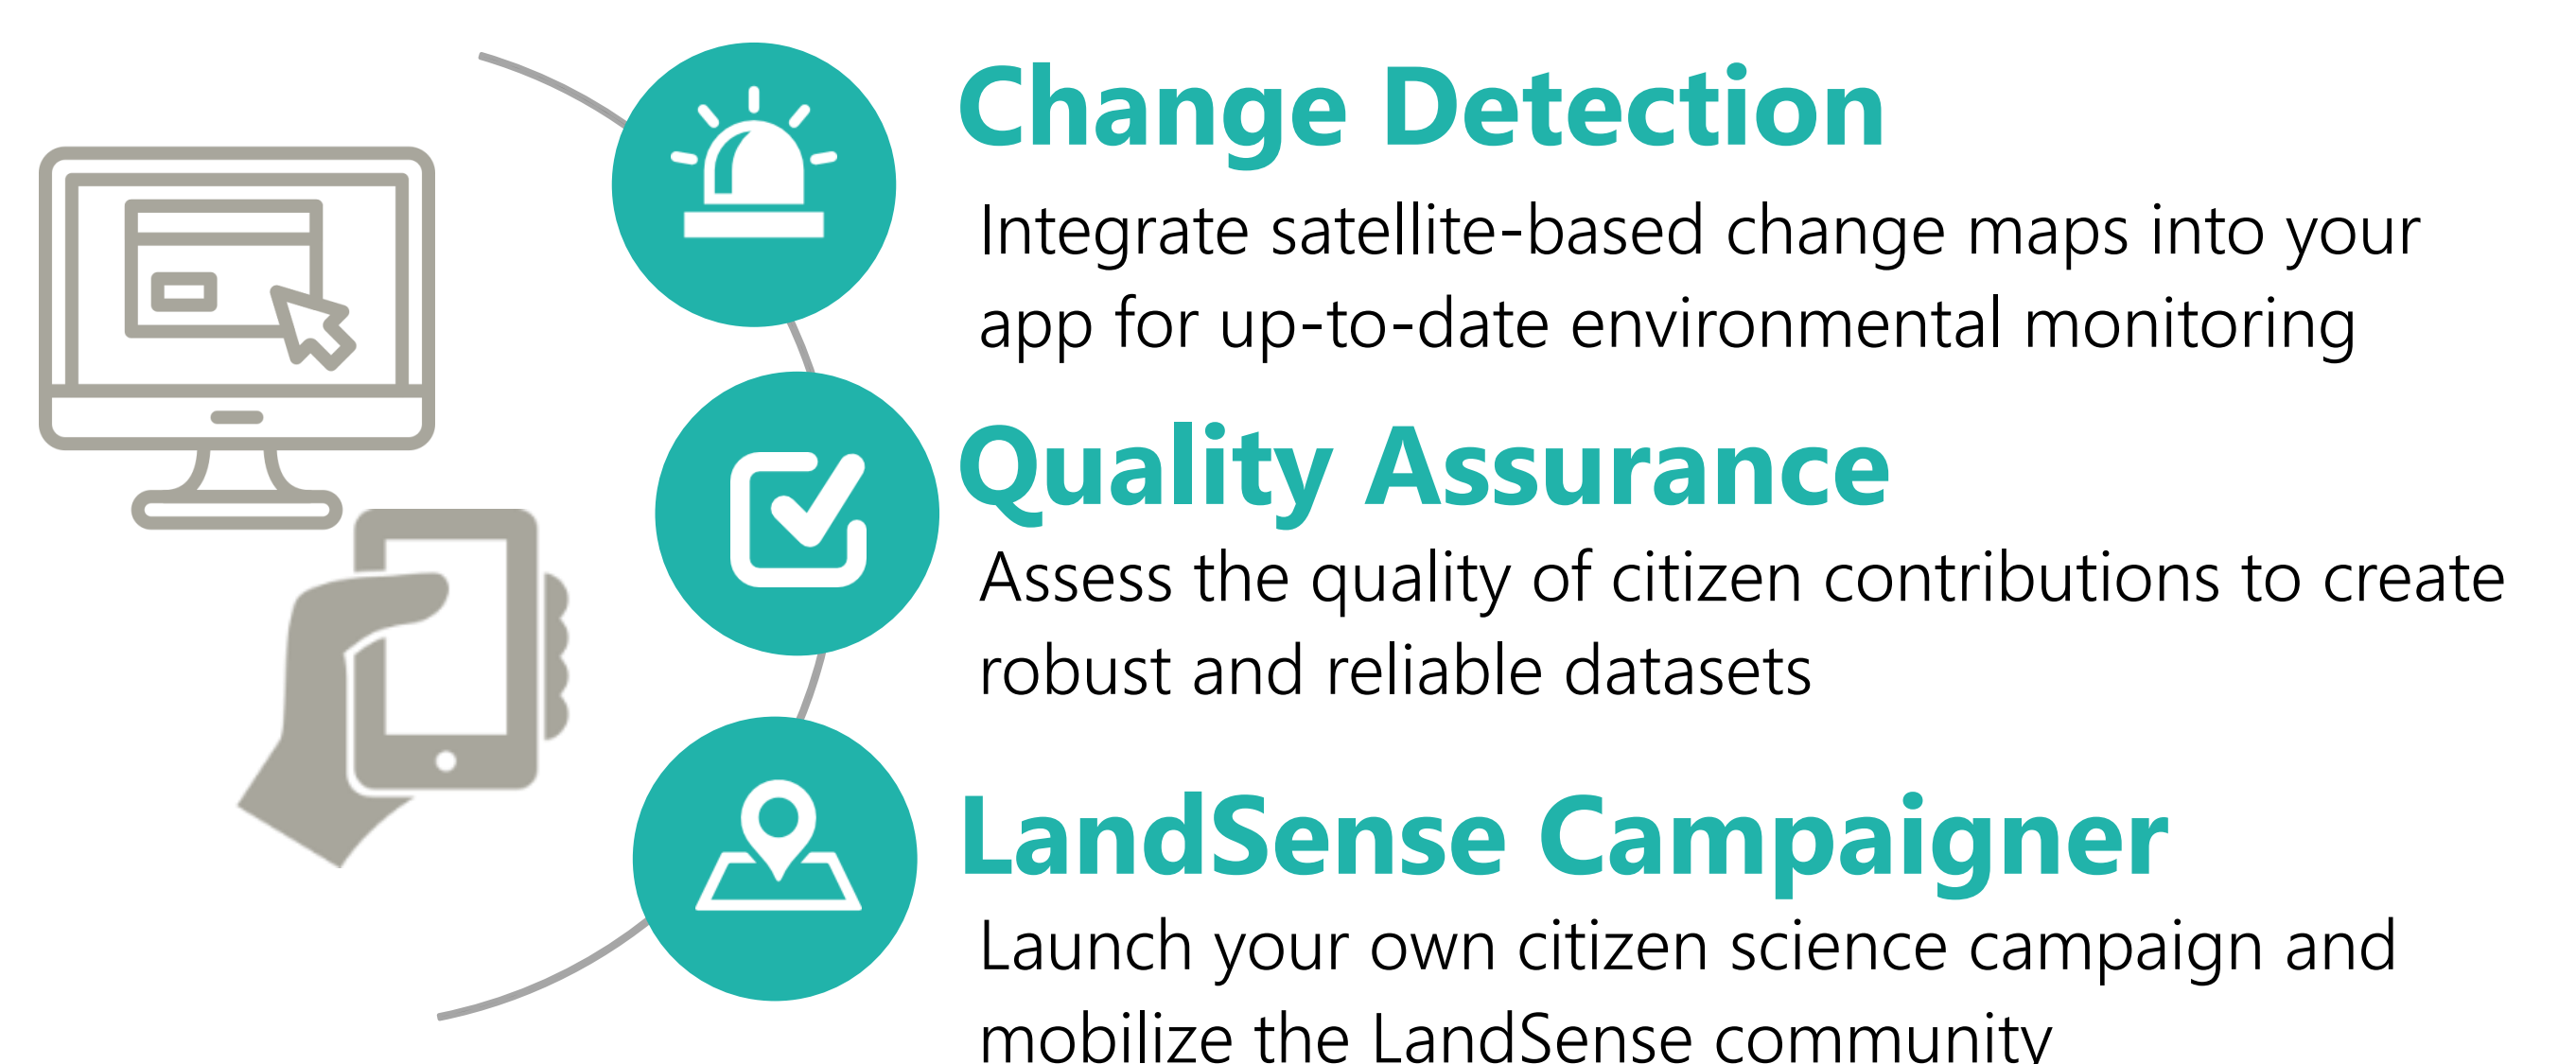 Change Detection
Integrate satellite-based change maps into your
app for up-to-date environmental monitoring
Quality Assurance
Assess the quality of citizen contributions to create
robust and reliable datasets
LandSense Campaigner
Launch your own citizen science campaign and
mobilize the LandSense community